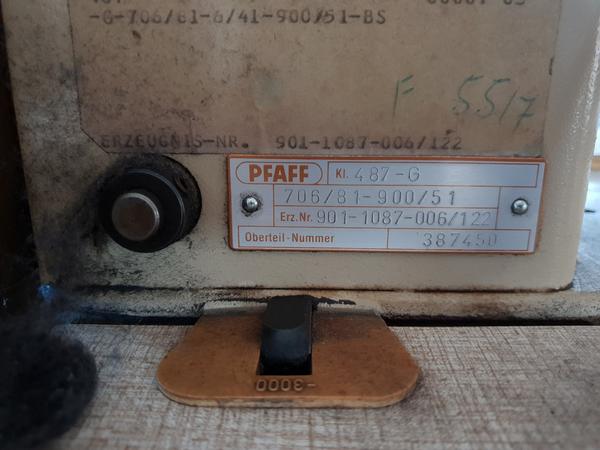 -G-706/81-6/41-900/51-BS
F 55/7
ERZEUGNIS-NR. 901-1087-006/122
PFAFF Kl. 487-G
706/81-900/51
Erz.Nr. 901-1087-006/122
Oberteil-Nummer 387450
-3000